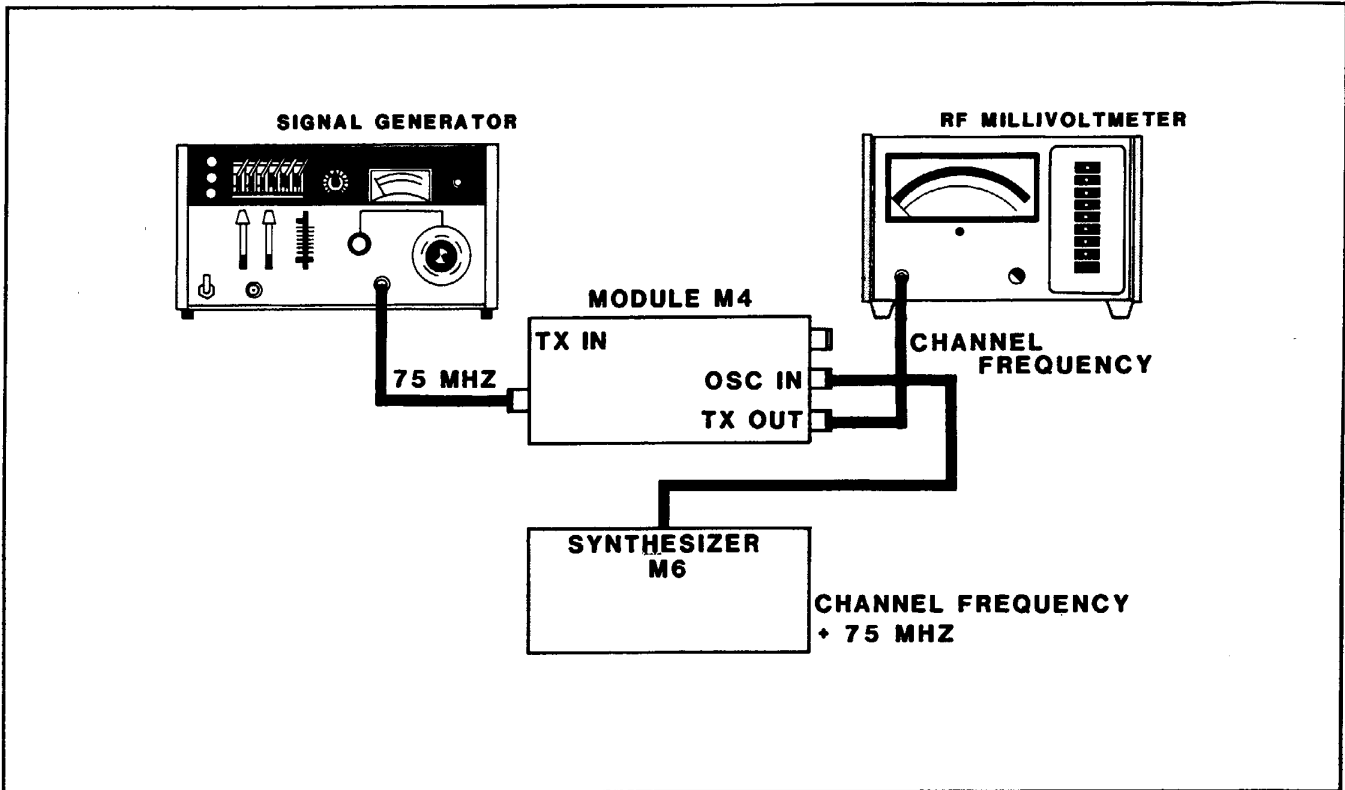 SIGNAL GENERATOR
RF MILLIVOLTMETER
MODULE M4
TX IN
CHANNEL
FREQUENCY
75 MHZ
OSC IN
TX OUT
SYNTHESIZER
M6
CHANNEL FREQUENCY
+ 75 MHZ